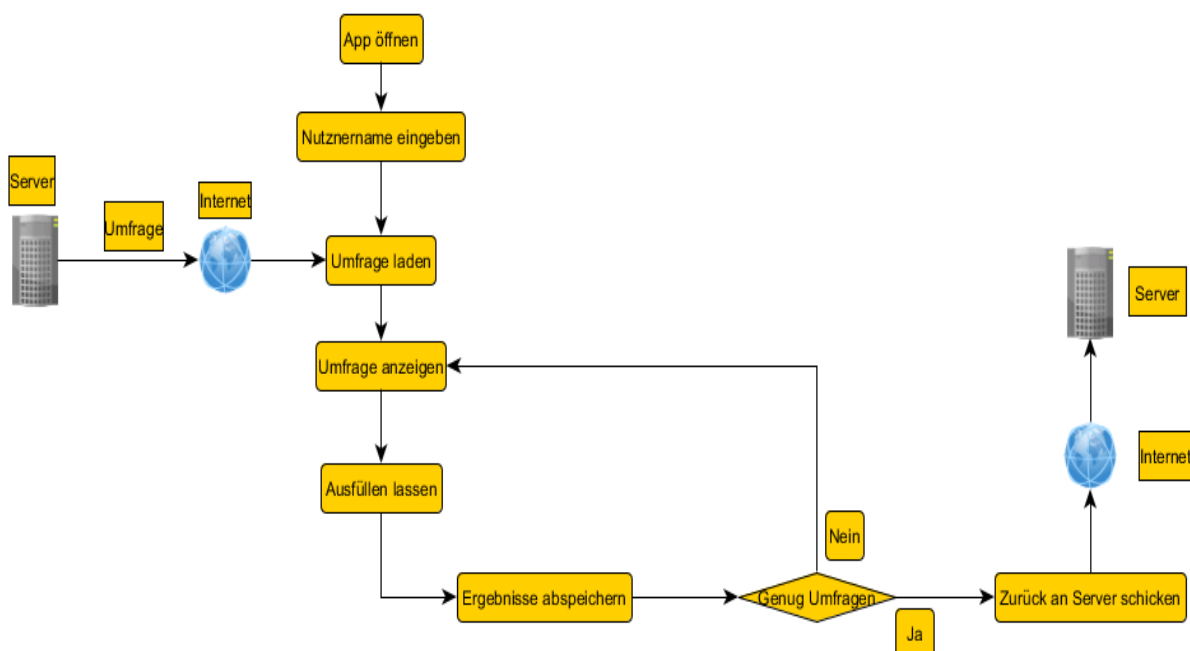 App öffnen
Nutznername eingeben
Server
Internet
Umfrage
Umfrage laden
Server
Umfrage anzeigen
Internet
Ausfüllen lassen
Nein
Ergebnisse abspeichern
Genug Umfragen
Zurück an Server schicken
Ja